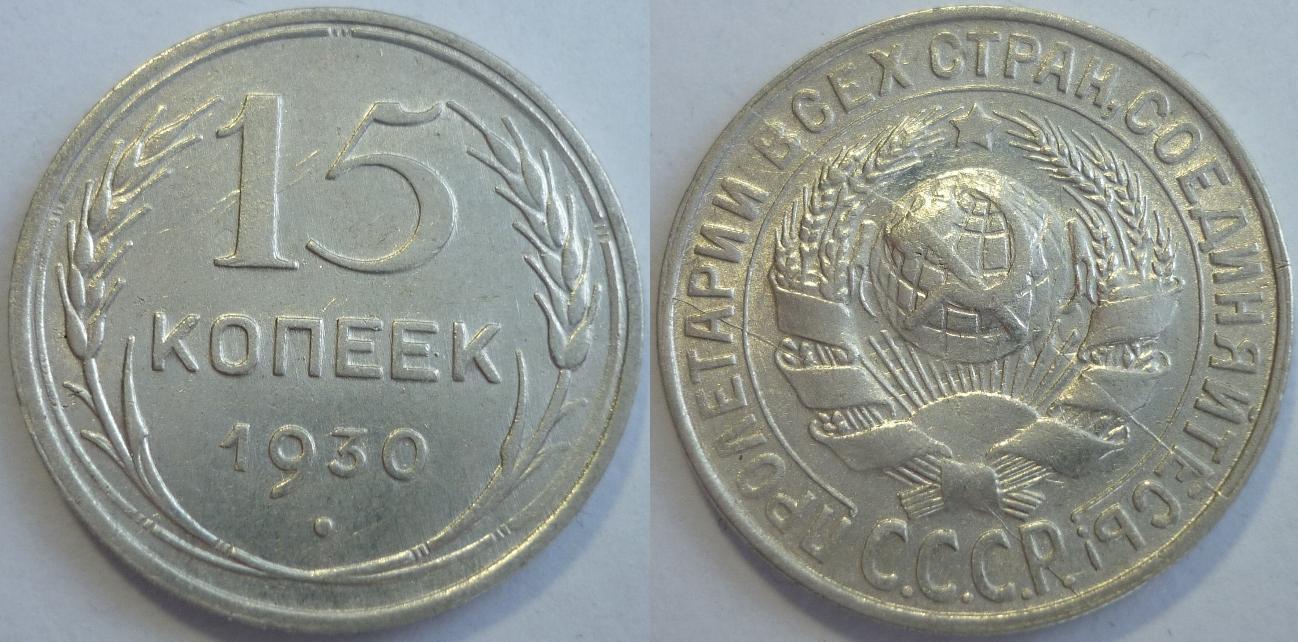 15
КОПЕЕК
1930
ПРОЛЕТАРИИ ВСЕХ СТРАН, СОЕДИНЯЙТЕСЬ!
С.С.С.Р.